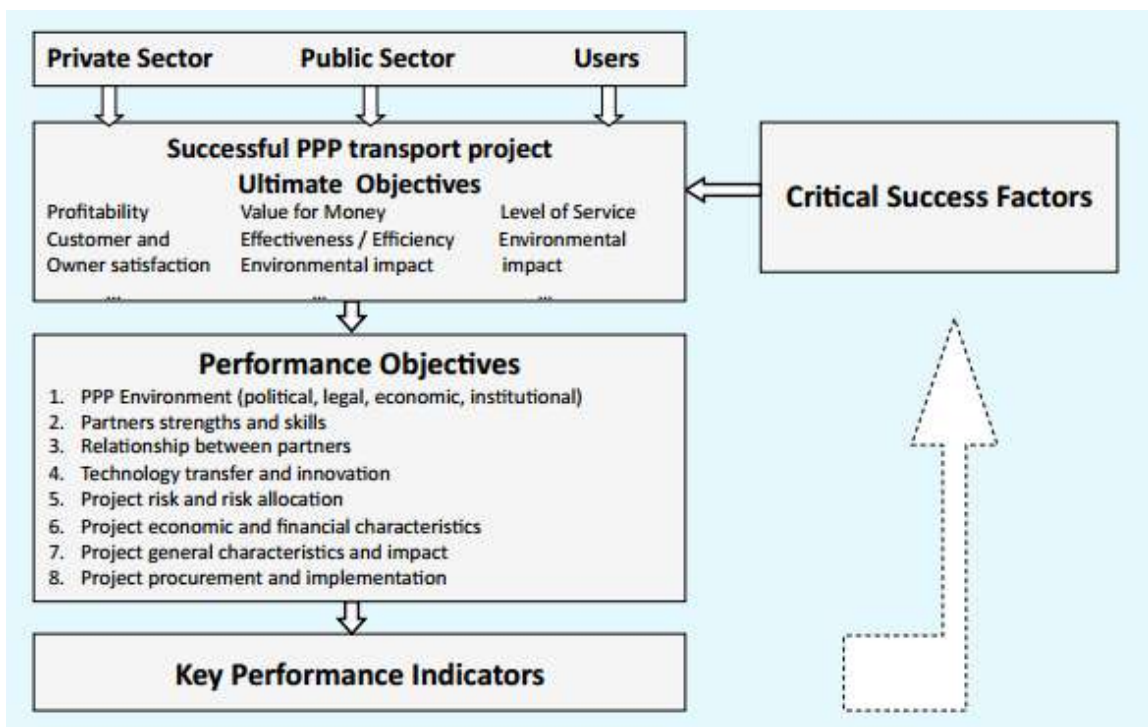 Private Sector Public Sector Users
Successful PPP transport project
Ultimate Objectives
Profitability Value for Money Level of Service
Customer and Effectiveness / Efficiency Environmental
Owner satisfaction Environmental impact impact
... ... ...
Critical Success Factors
Performance Objectives
1. PPP Environment (political, legal, economic, institutional)
2. Partners strengths and skills
3. Relationship between partners
4. Technology transfer and innovation
5. Project risk and risk allocation
6. Project economic and financial characteristics
7. Project general characteristics and impact
8. Project procurement and implementation
Key Performance Indicators